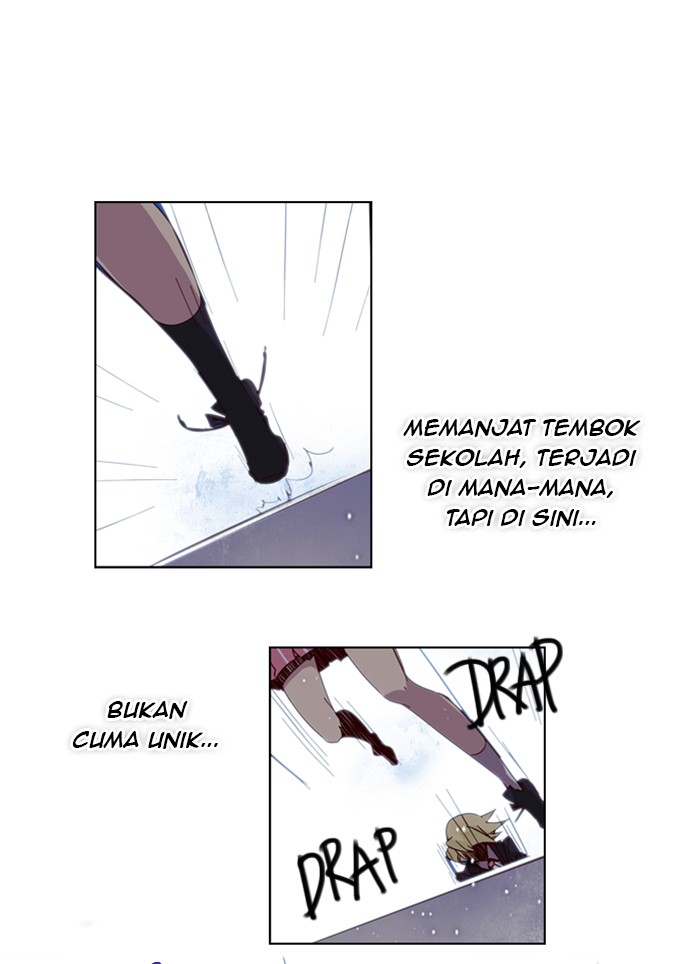 MEMANJAT TEMBOK
SEKOLAH, TERJADI
DI MANA-MANA,
TAPI DI SINI...
BUKAN
CUMA UNIK...
DRAP
DRAP